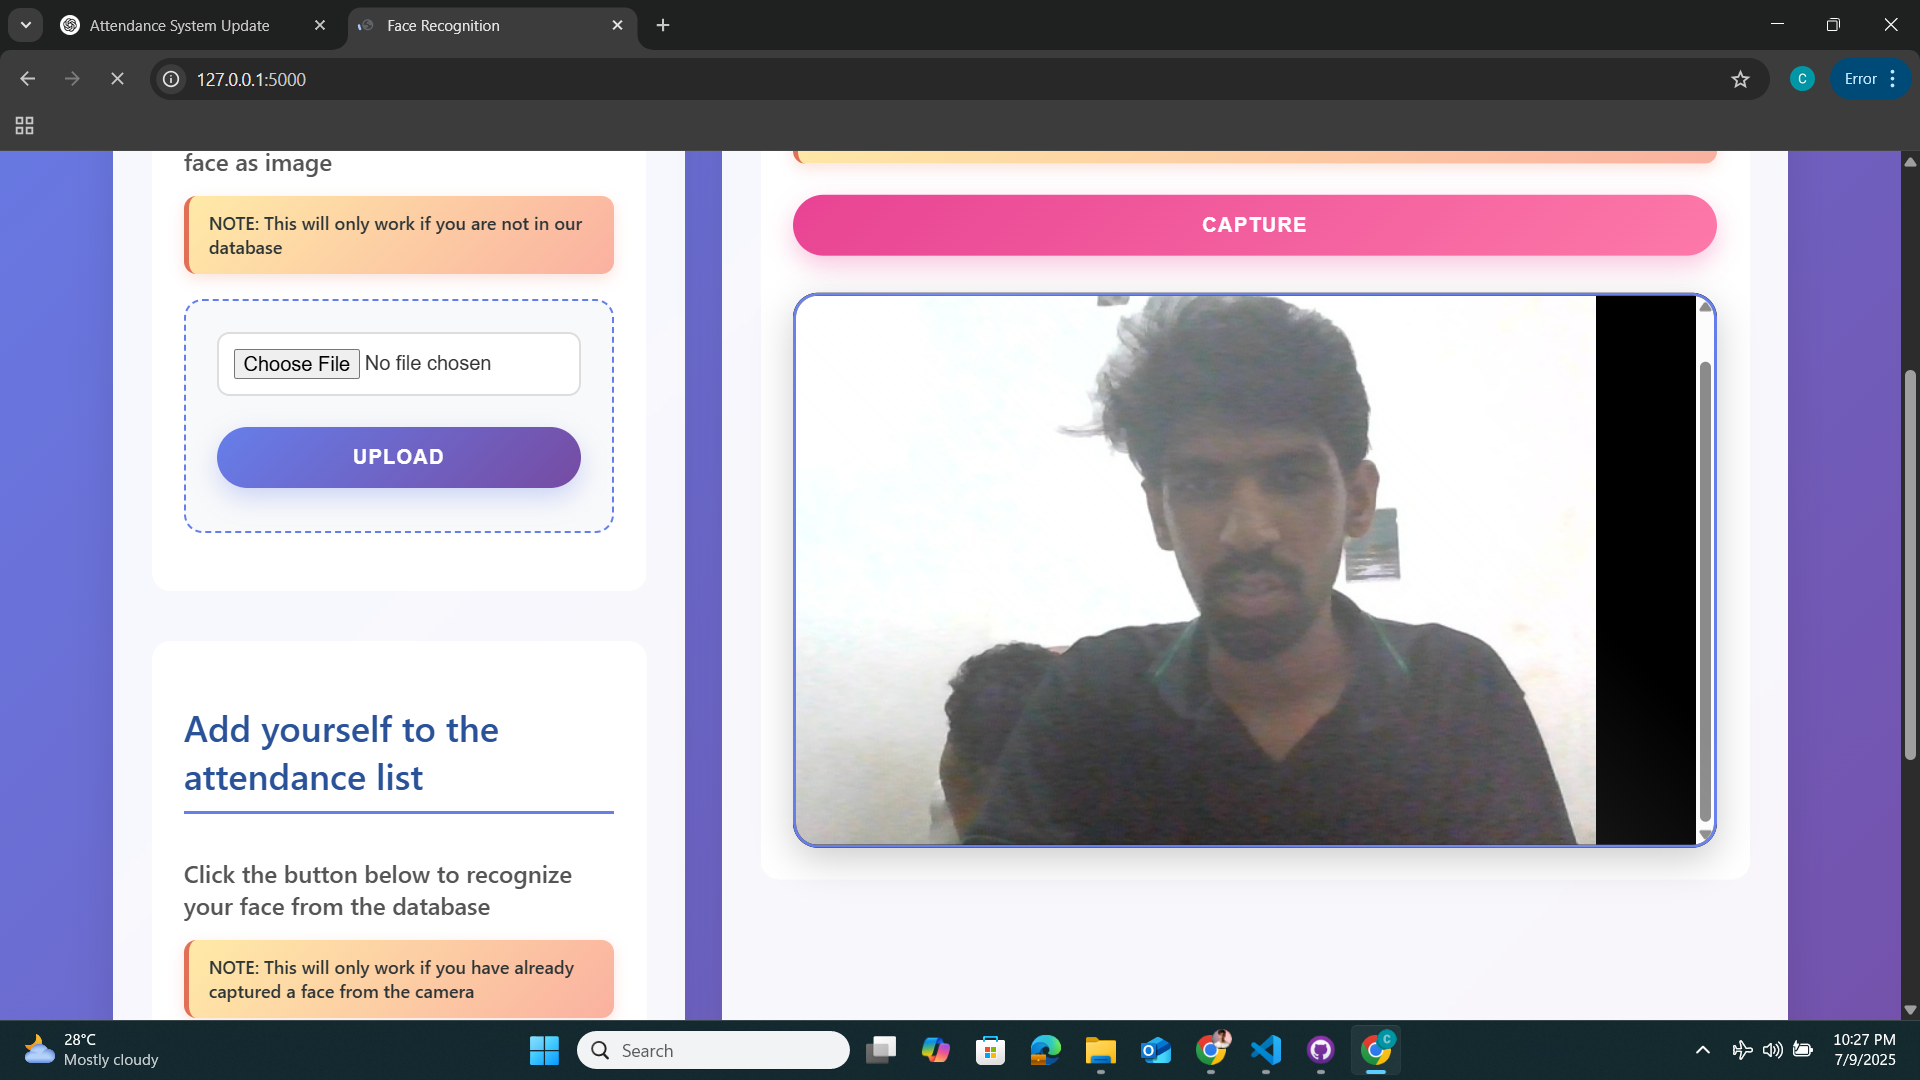 Attendance System Update
Face Recognition
127.0.0.1:5000
C
Error
face as image
NOTE: This will only work if you are not in our
database
Choose File No file chosen
UPLOAD
Add yourself to the
attendance list
Click the button below to recognize
your face from the database
NOTE: This will only work if you have already
captured a face from the camera
CAPTURE
28°C
Mostly cloudy
Search
C
10:27 PM
7/9/2025